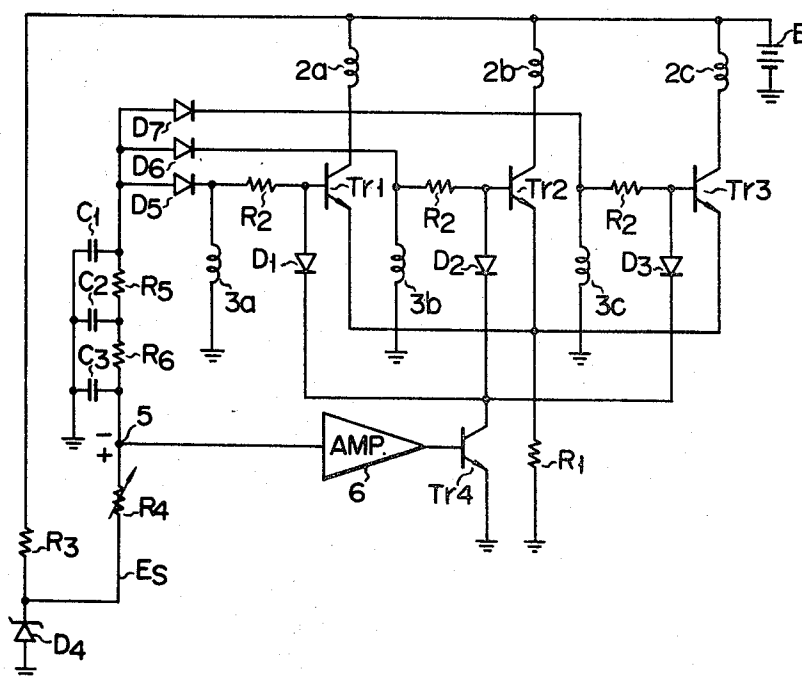 E
2a
2b
2c
D7
D6
D5
R2
Tr1
R2
Tr2
R2
Tr3
C1
D1
3a
D2
3b
D3
3c
C2
R5
C3
R6
5
−
+
AMP.
6
Tr4
R1
R4
R3
ES
D4